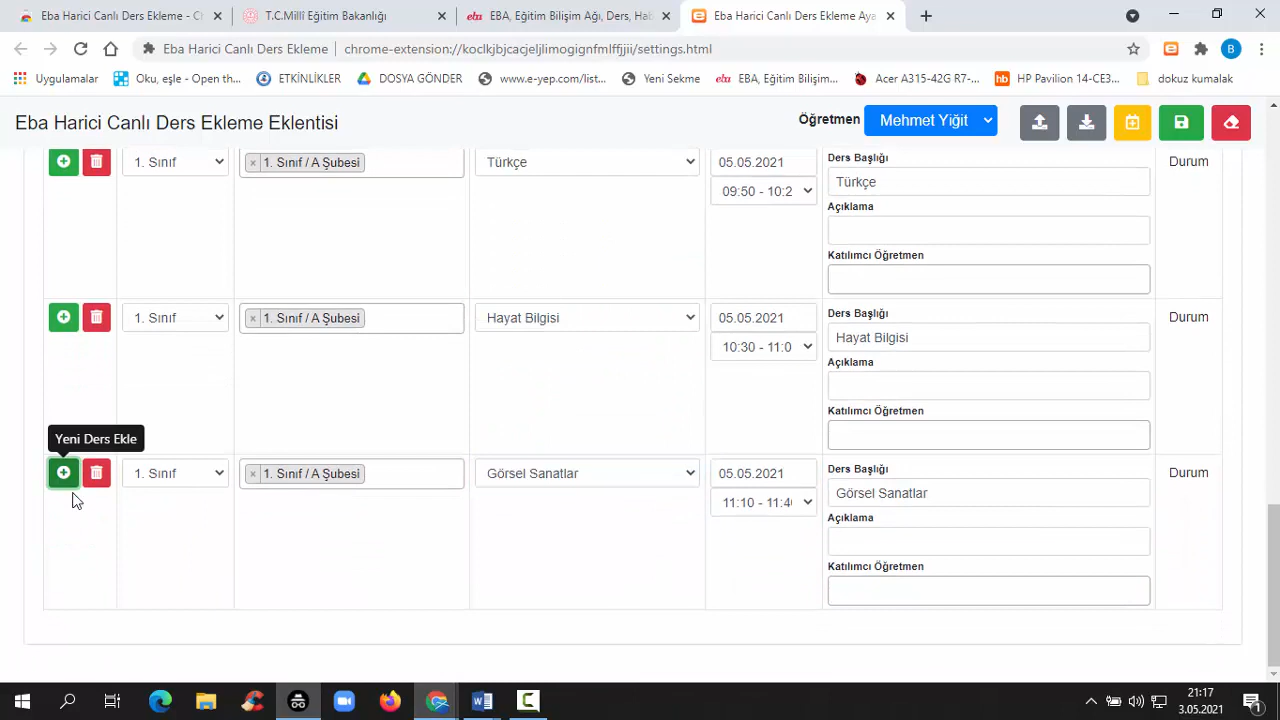 Eba Harici Canlı Ders Ekleme - C
T.C.Millî Eğitim Bakanlığı
EBA, Eğitim Bilişim Ağı, Ders, Ha
Eba Harici Canlı Ders Ekleme Aya
Eba Harici Canlı Ders Ekleme
chrome-extension://koclkjbjcacjeljlimogignfmlffjjii/settings.html
B
Uygulamalar
Oku, eşle - Open th...
ETKİNLİKLER
DOSYA GÖNDER
www.e-yep.com/list...
Yeni Sekme
eba
EBA, Eğitim Bilişim...
Acer A315-42G R7-...
hb
HP Pavilion 14-CE3...
dokuz kumalak
Eba Harici Canlı Ders Ekleme Eklentisi
Öğretmen
Mehmet Yiğit
1. Sınıf
× 1. Sınıf / A Şubesi
Türkçe
05.05.2021
09:50 - 10:2
Ders Başlığı
Türkçe
Açıklama
Katılımcı Öğretmen
Durum
1. Sınıf
× 1. Sınıf / A Şubesi
Hayat Bilgisi
05.05.2021
10:30 - 11:0
Ders Başlığı
Hayat Bilgisi
Açıklama
Katılımcı Öğretmen
Durum
Yeni Ders Ekle
1. Sınıf
× 1. Sınıf / A Şubesi
Görsel Sanatlar
05.05.2021
11:10 - 11:4
Ders Başlığı
Görsel Sanatlar
Açıklama
Katılımcı Öğretmen
Durum
21:17
3.05.2021
1